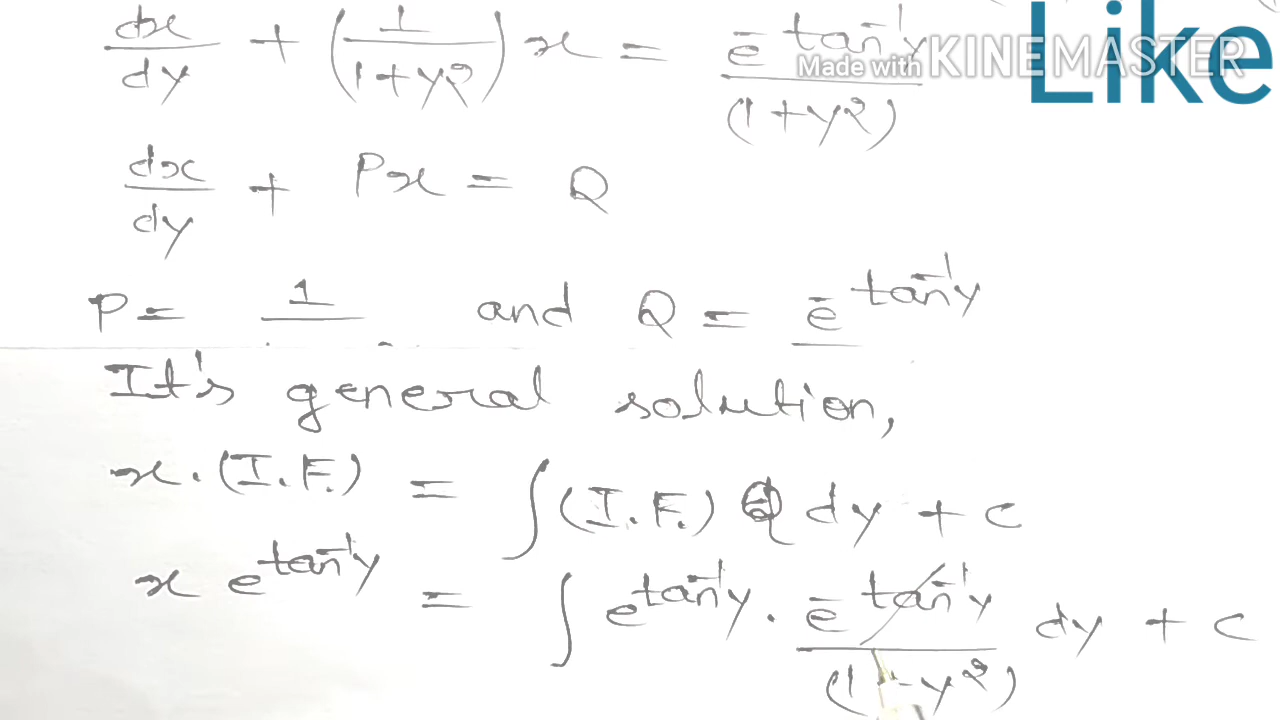 dx/dy + (1/(1+y²)) x = e^-tan⁻¹y/(1+y²)
Made with KINEMASTER
Like
dx/dy + Px = Q
P = 1 and Q = e^-tan⁻¹y
It's general solution,
x.(I.F.) = ∫(I.F.) Q dy + c
x e^tan⁻¹y = ∫ e^tan⁻¹y . e^-tan⁻¹y/(1+y²) dy + c